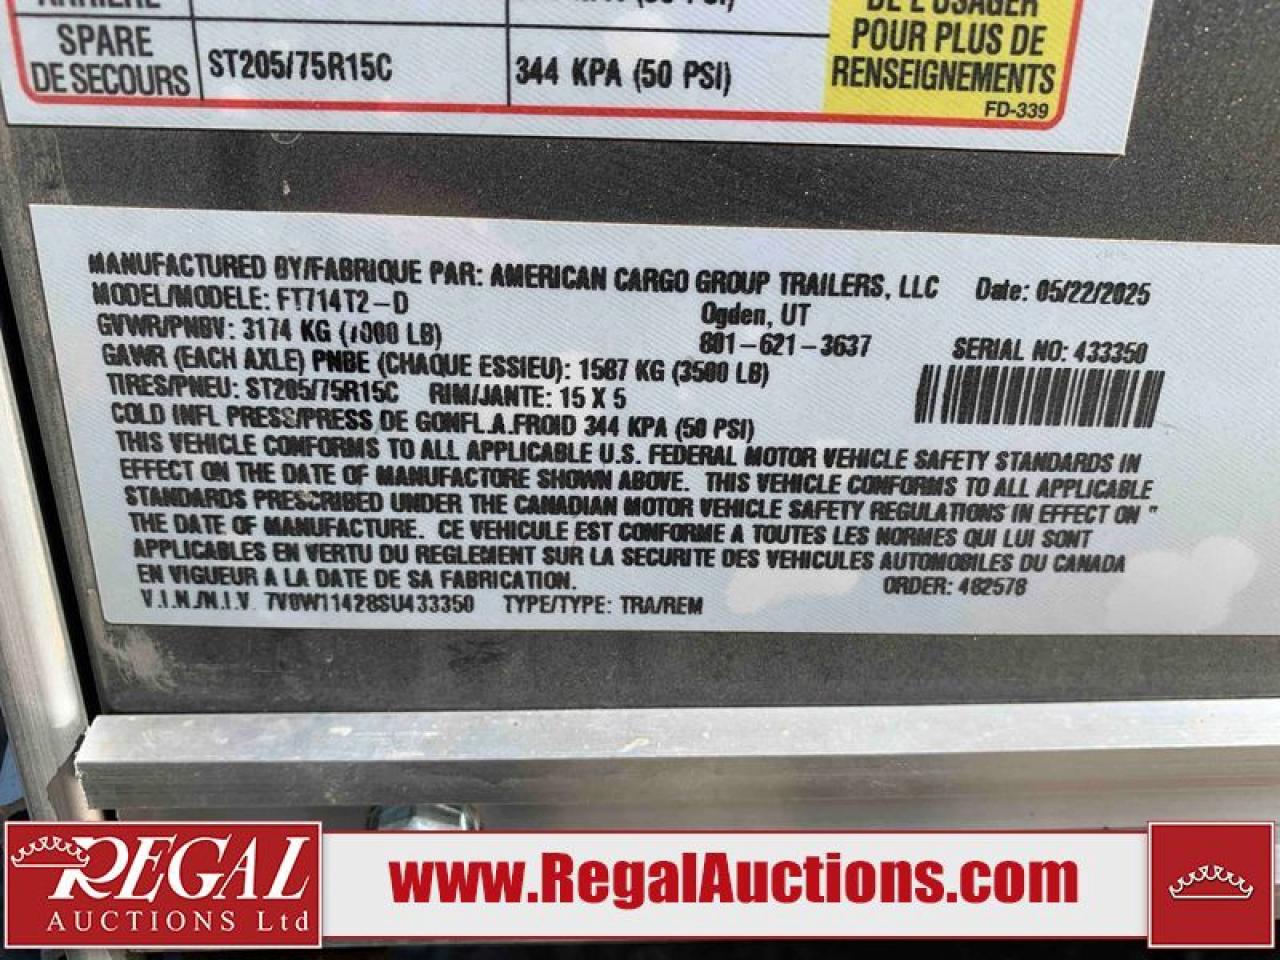 SPARE
DE SECOURS
ST205/75R15C
344 KPA (50 PSI)
DE L'USAGER
POUR PLUS DE
RENSEIGNEMENTS
FD-339
MANUFACTURED BY/FABRIQUE PAR: AMERICAN CARGO GROUP TRAILERS, LLC Date: 05/22/2025
MODEL/MODELE: FT714T2-D Ogden, UT
GVWR/PNBV: 3174 KG (7000 LB) 801-621-3637
GAWR (EACH AXLE) PNBE (CHAQUE ESSIEU): 1587 KG (3500 LB) SERIAL NO: 433350
TIRES/PNEU: ST205/75R15C RIM/JANTE: 15 X 5
COLD INFL PRESS/PRESS DE GONFL.A.FROID 344 KPA (50 PSI)
THIS VEHICLE CONFORMS TO ALL APPLICABLE U.S. FEDERAL MOTOR VEHICLE SAFETY STANDARDS IN
EFFECT ON THE DATE OF MANUFACTORE SHOWN ABOVE. THIS VEHICLE CONFORMS TO ALL APPLICABLE
STANDARDS PRESCRIBED UNDER THE CANADIAN MOTOR VEHICLE SAFETY REGULATIONS IN EFFECT ON "
THE DATE OF MANUFACTURE. CE VEHICULE EST CONFORME A TOUTES LES NORMES QUI LUI SONT
APPLICABLES EN VERTU DU REGLEMENT SUR LA SECURITE DES VEHICULES AUTOMOBILES DU CANADA
EN VIGUEUR A LA DATE DE SA FABRICATION. ORDER: 482578
V.I.N./N.I.V. 7V0W11428SU433350 TYPE/TYPE: TRA/REM
REGAL
AUCTIONS Ltd
www.RegalAuctions.com